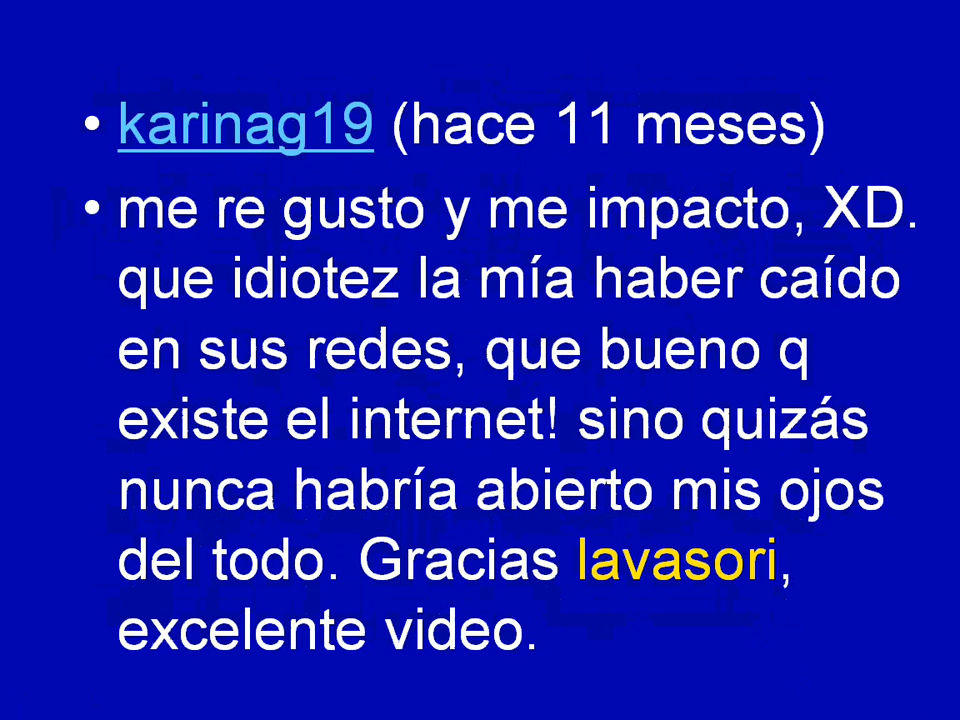 • karinag19 (hace 11 meses)
• me re gusto y me impacto, XD.
que idiotez la mía haber caído
en sus redes, que bueno q
existe el internet! sino quizás
nunca habría abierto mis ojos
del todo. Gracias lavasori,
excelente video.